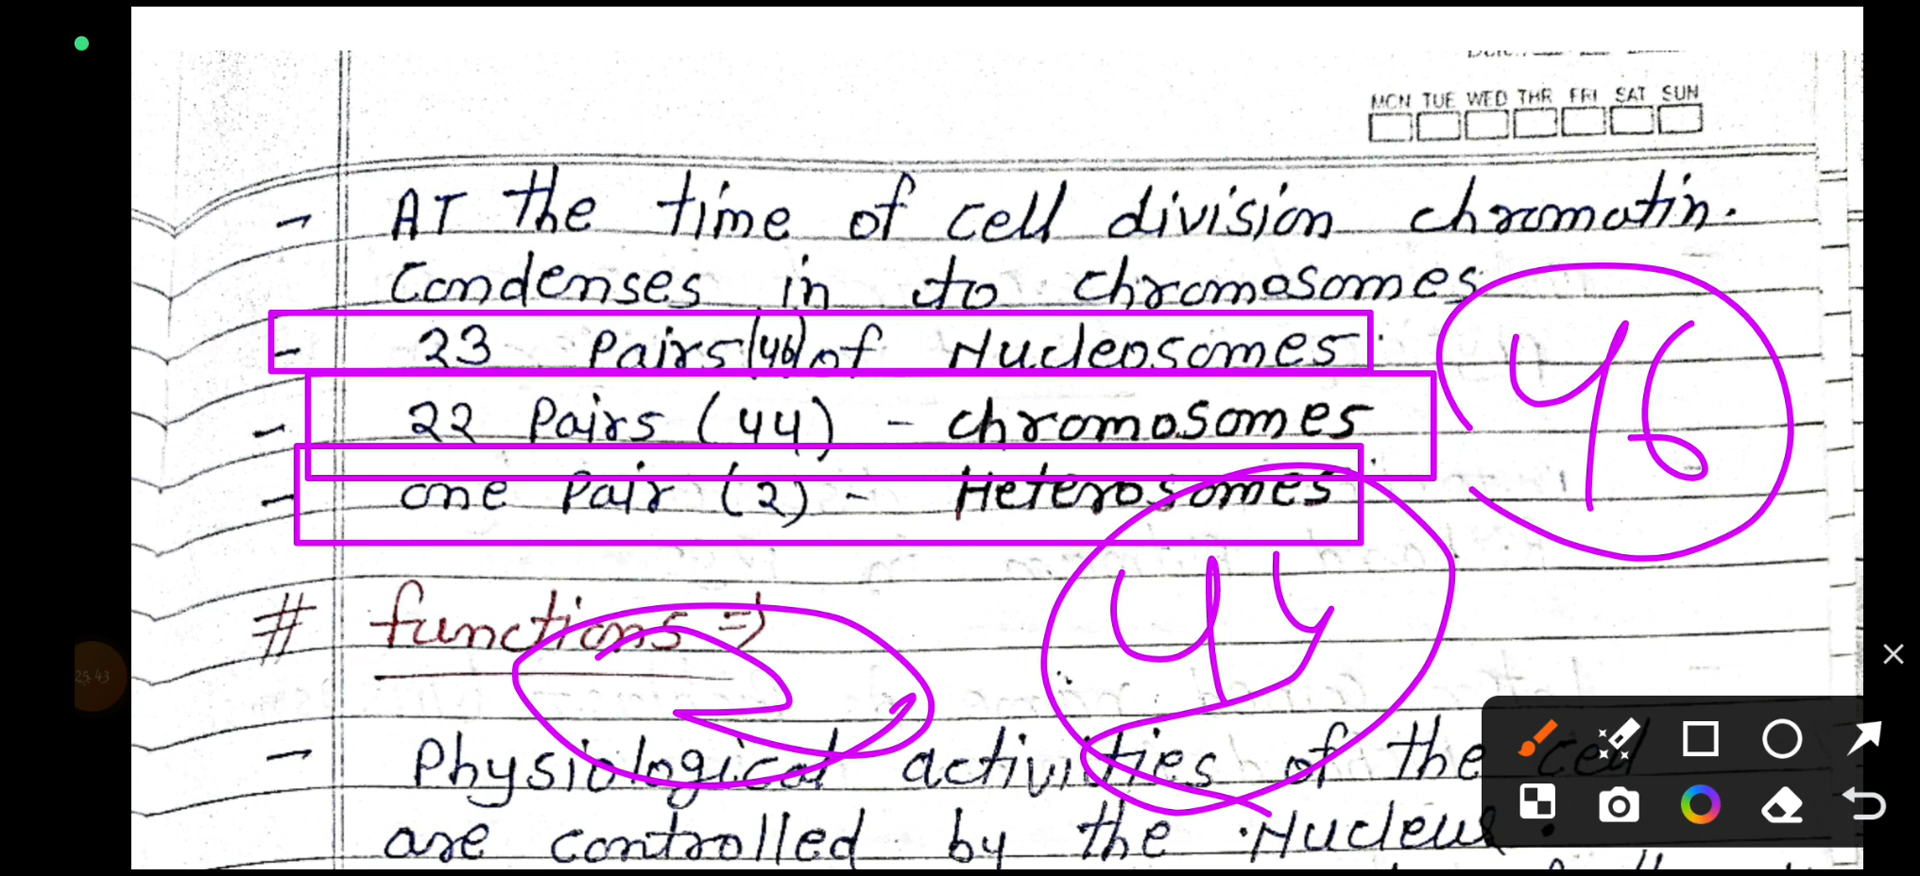 MON TUE WED THR FRI SAT SUN
- AT the time of cell division chromatin.
Condenses in to chromosomes
- 23 Pairs (46) of Nucleosomes
- 22 Pairs (44) - chromosomes
- one Pair (2) - Heterosomes
46
44
# functions ⇒
2
- Physiological activities of the cell
are controlled by the Nucleus.
25:43